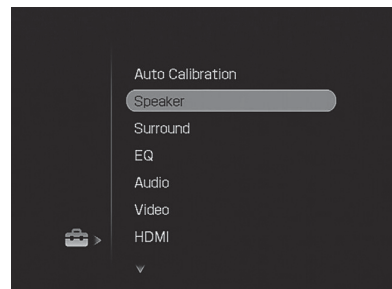 Auto Calibration
Speaker
Surround
EQ
Audio
Video
HDMI